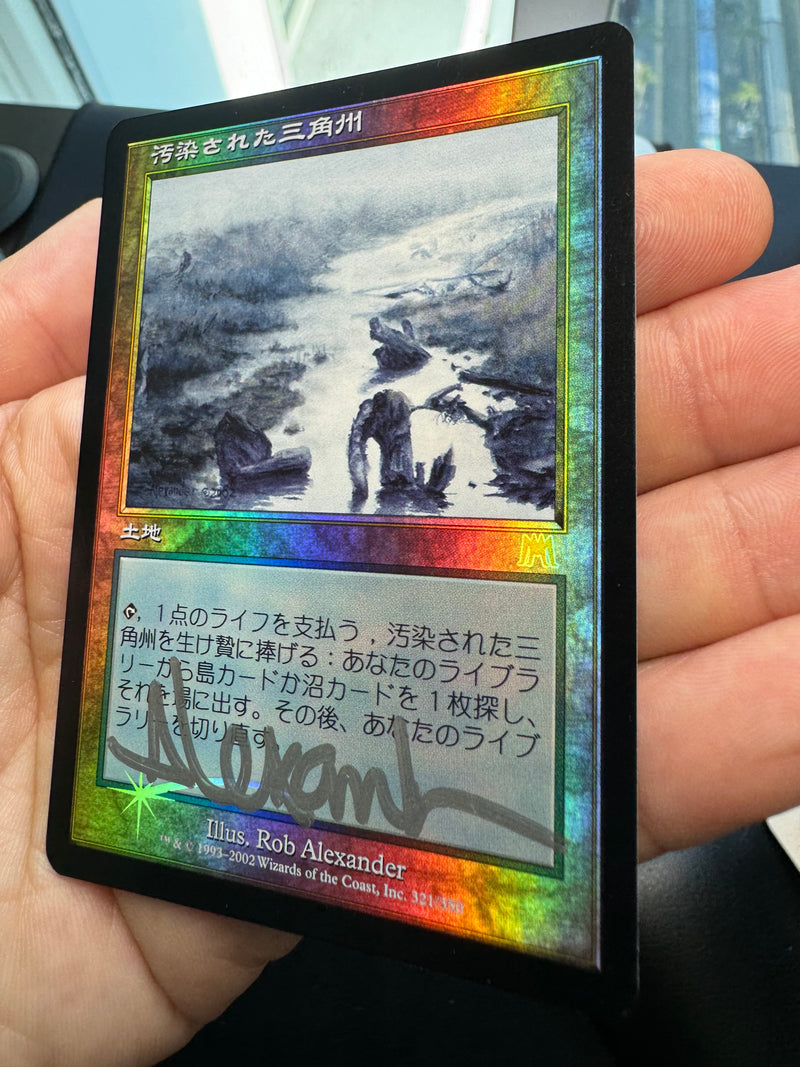 汚染された三角州
Alexander ©2002
土地
，１点のライフを支払う，汚染された三
角州を生け贄に捧げる：あなたのライブラ
リーから島カードか沼カードを１枚探し、
それを場に出す。その後、あなたのライブ
ラリーを切り直す。
Alexander
Illus. Rob Alexander
™ & © 1993–2002 Wizards of the Coast, Inc. 321/350